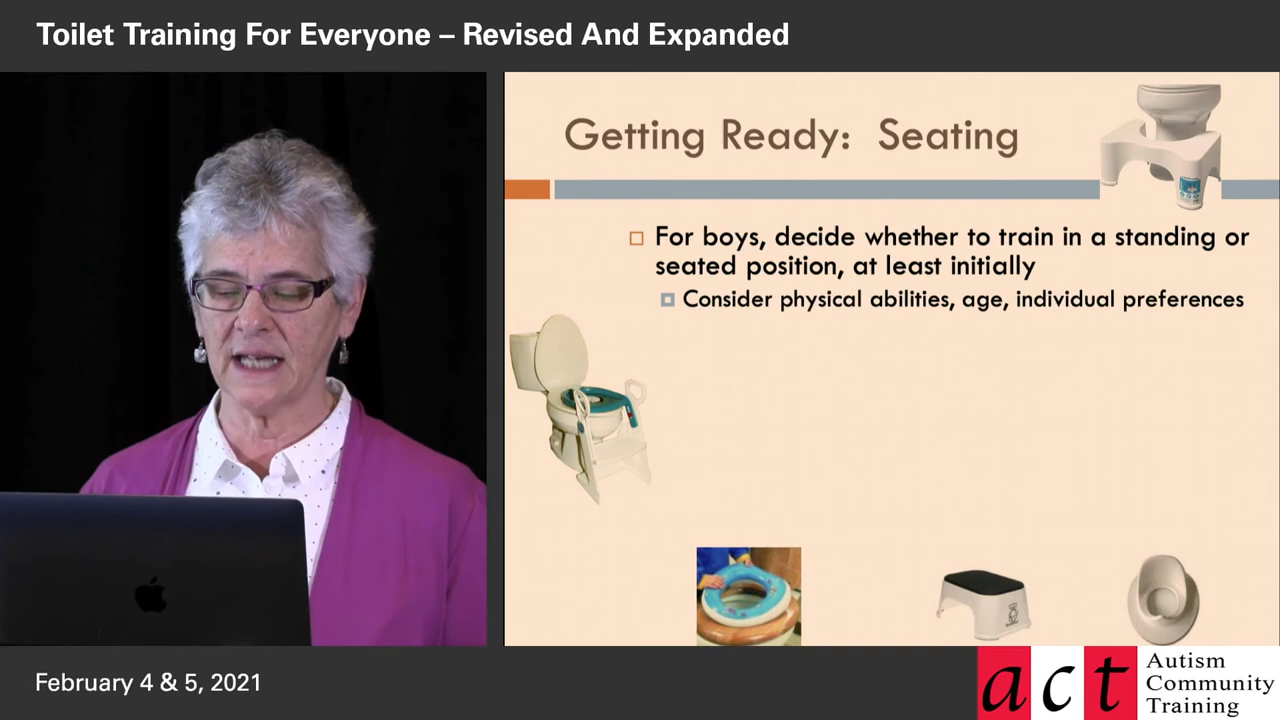 Toilet Training For Everyone – Revised And Expanded
Getting Ready: Seating
For boys, decide whether to train in a standing or
seated position, at least initially
Consider physical abilities, age, individual preferences
February 4 & 5, 2021
act
Autism
Community
Training